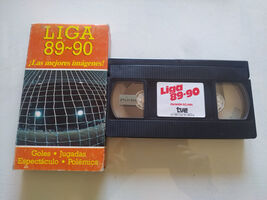 LIGA
89~90
¡Las mejores imágenes!
Goles • Jugadas
Espectáculo • Polémica
Liga
89·90
tve